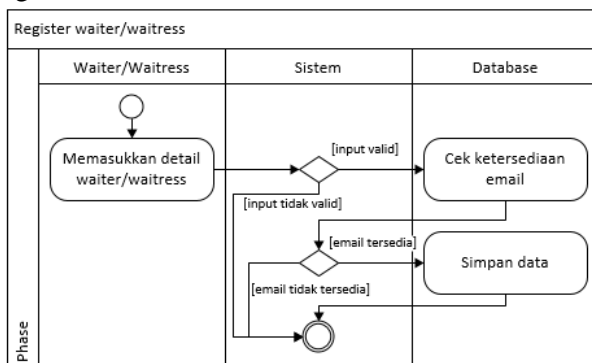 Register waiter/waitress
Waiter/Waitress
Sistem
Database
Memasukkan detail
waiter/waitress
[input valid]
Cek ketersediaan
email
[input tidak valid]
[email tersedia]
Simpan data
[email tidak tersedia]
Phase